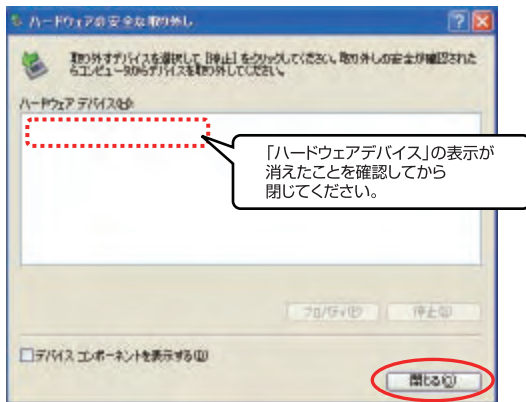 ハードウェアの安全な取り外し
取り外すデバイスを選択して [停止] をクリックしてください。取り外しの安全が確認された
らコンピュータからデバイスを取り外してください。
ハードウェア デバイス(H):
「ハードウェアデバイス」の表示が
消えたことを確認してから
閉じてください。
プロパティ(P)
停止(S)
デバイス コンポーネントを表示する(D)
閉じる(C)